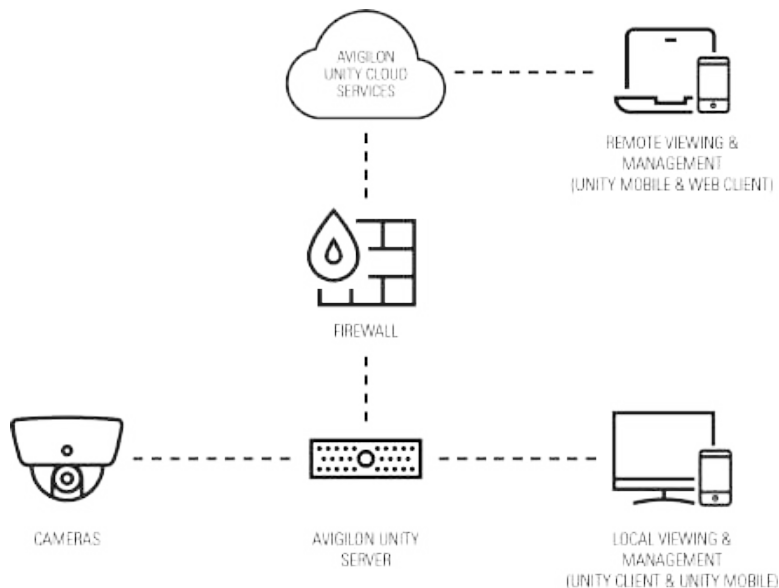 AVIGILON
UNITY CLOUD
SERVICES
REMOTE VIEWING &
MANAGEMENT
(UNITY MOBILE & WEB CLIENT)
FIREWALL
CAMERAS
AVIGILON UNITY
SERVER
LOCAL VIEWING &
MANAGEMENT
(UNITY CLIENT & UNITY MOBILE)